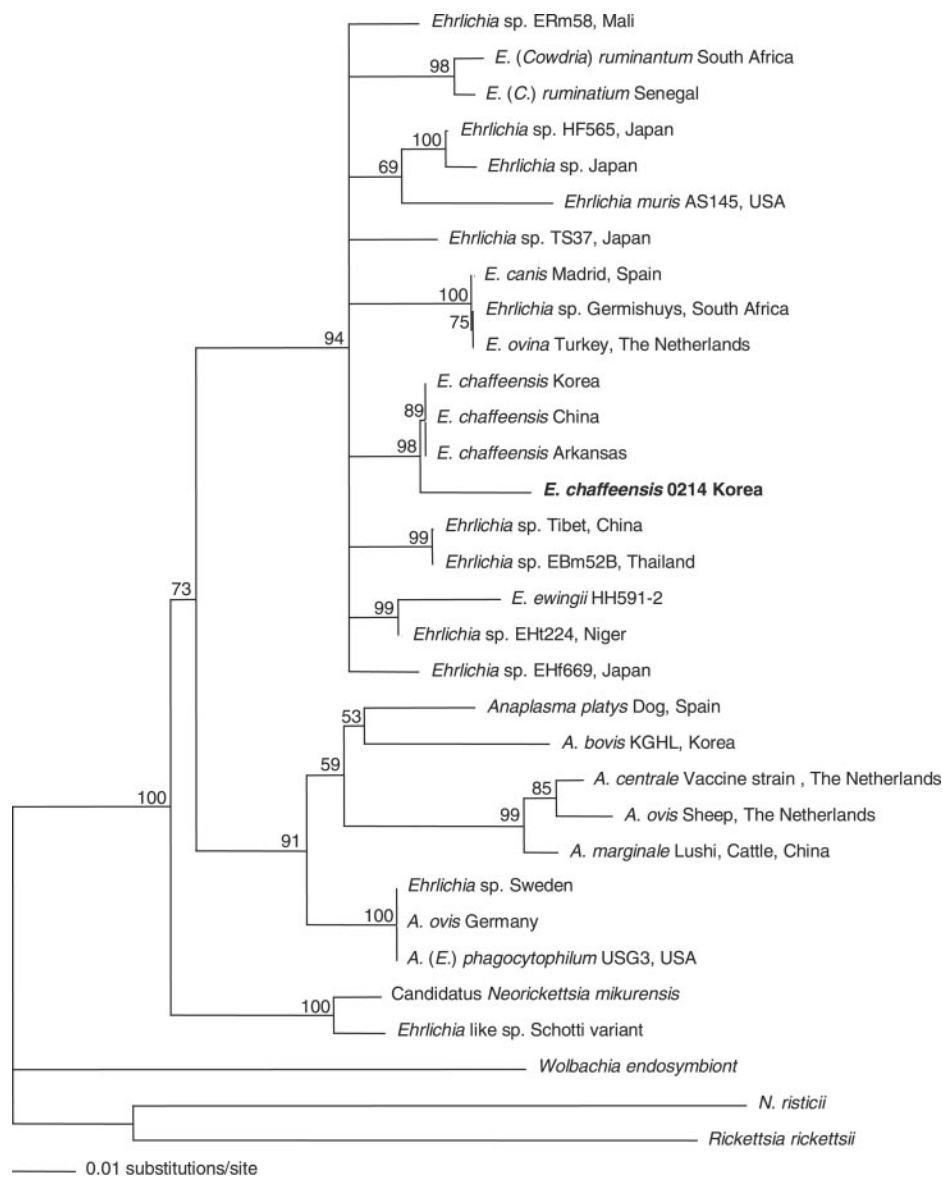 Ehrlichia sp. ERm58, Mali
98
E. (Cowdria) ruminantum South Africa
E. (C.) ruminatium Senegal
Ehrlichia sp. HF565, Japan
100
Ehrlichia sp. Japan
69
Ehrlichia muris AS145, USA
Ehrlichia sp. TS37, Japan
E. canis Madrid, Spain
100
Ehrlichia sp. Germishuys, South Africa
75
E. ovina Turkey, The Netherlands
94
E. chaffeensis Korea
89
E. chaffeensis China
98
E. chaffeensis Arkansas
E. chaffeensis 0214 Korea
Ehrlichia sp. Tibet, China
99
Ehrlichia sp. EBm52B, Thailand
73
E. ewingii HH591-2
99
Ehrlichia sp. EHt224, Niger
Ehrlichia sp. EHf669, Japan
Anaplasma platys Dog, Spain
53
A. bovis KGHL, Korea
59
A. centrale Vaccine strain , The Netherlands
85
100
99
A. ovis Sheep, The Netherlands
91
A. marginale Lushi, Cattle, China
Ehrlichia sp. Sweden
100
A. ovis Germany
A. (E.) phagocytophilum USG3, USA
Candidatus Neorickettsia mikurensis
100
Ehrlichia like sp. Schotti variant
Wolbachia endosymbiont
N. risticii
Rickettsia rickettsii
0.01 substitutions/site